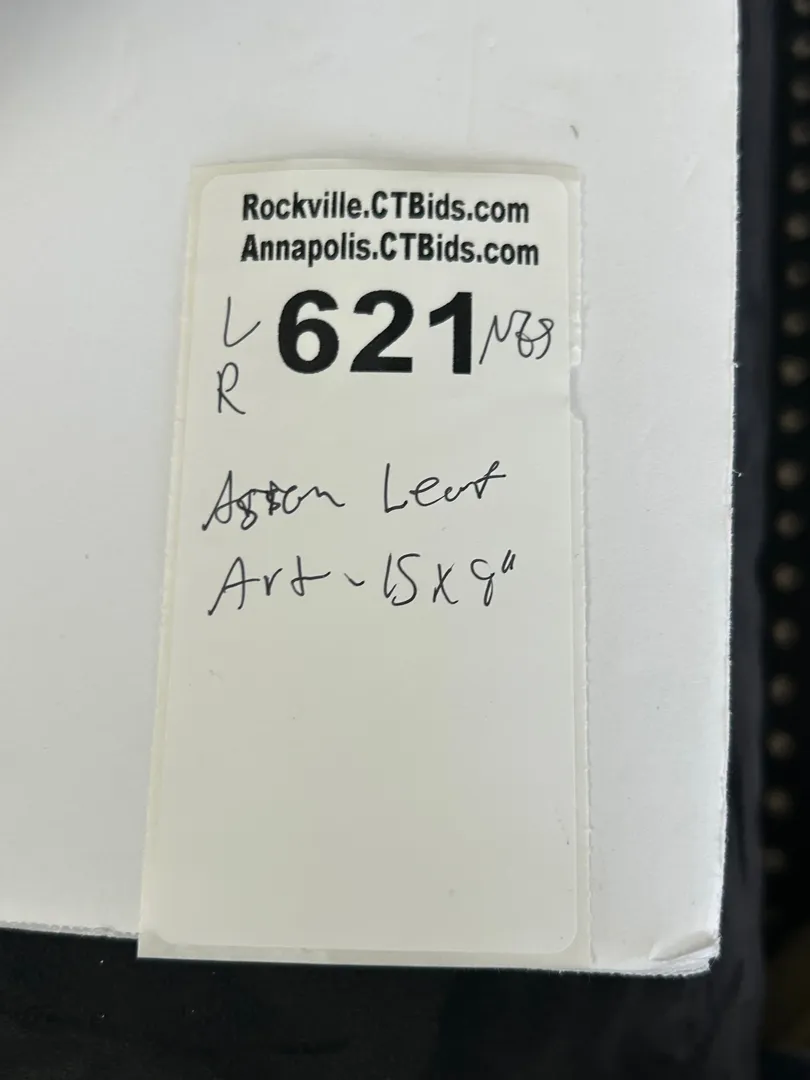 Rockville.CTBids.com
Annapolis.CTBids.com
L 621
R
Leaf
Art - 15 x 9"